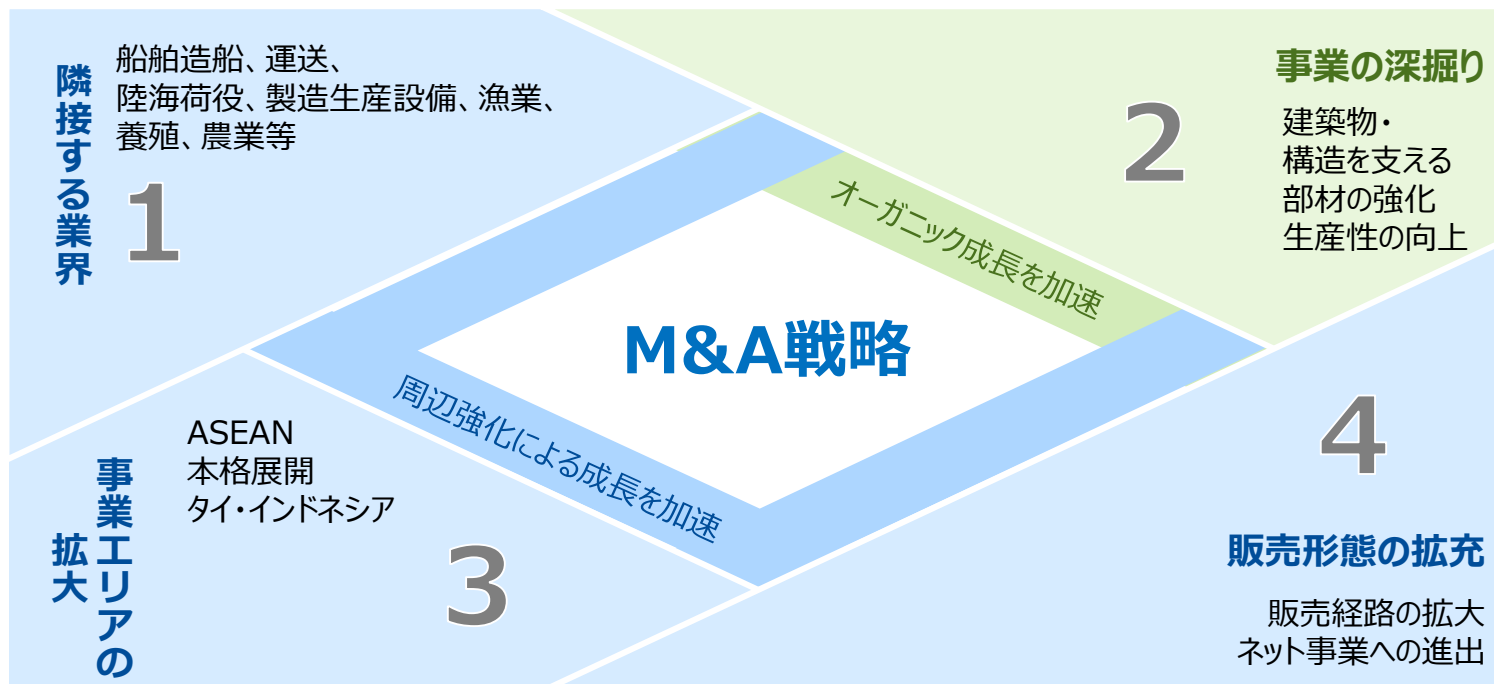 隣接する業界
1
船舶造船、運送、
陸海荷役、製造生産設備、漁業、
養殖、農業等
2
事業の深掘り
建築物・
構造を支える
部材の強化
生産性の向上
オーガニック成長を加速
M&A戦略
周辺強化による成長を加速
事業エリアの
拡大
ASEAN
本格展開
タイ・インドネシア
3
4
販売形態の拡充
販売経路の拡大
ネット事業への進出